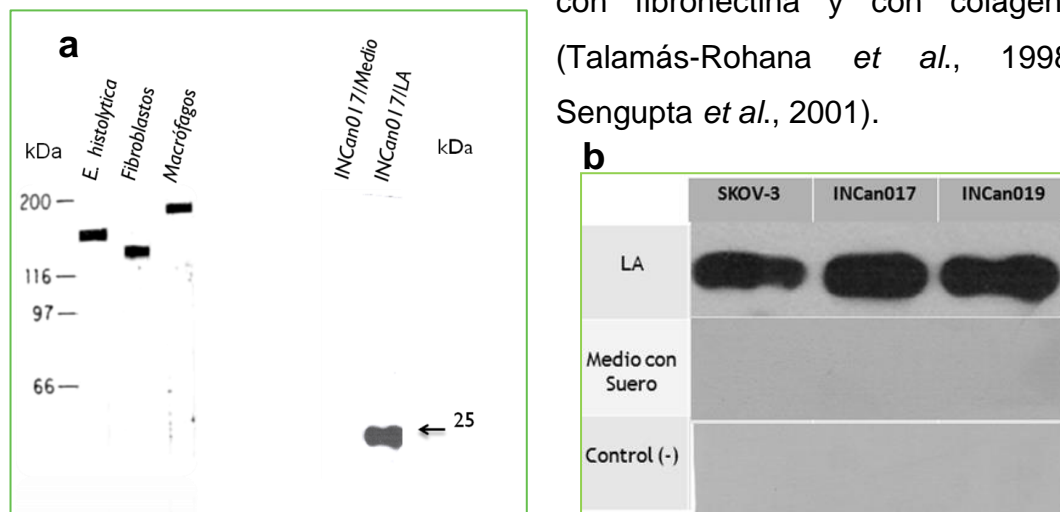 con fibronectina y con colágen
(Talamás-Rohana et al., 1998
Sengupta et al., 2001).
a
kDa
E. histolytica
Fibroblastos
Macrófagos
INCan017/Medio
INCan017/LA
kDa
200
116
97
66
25
b
SKOV-3 INCan017 INCan019
LA
Medio con
Suero
Control (-)